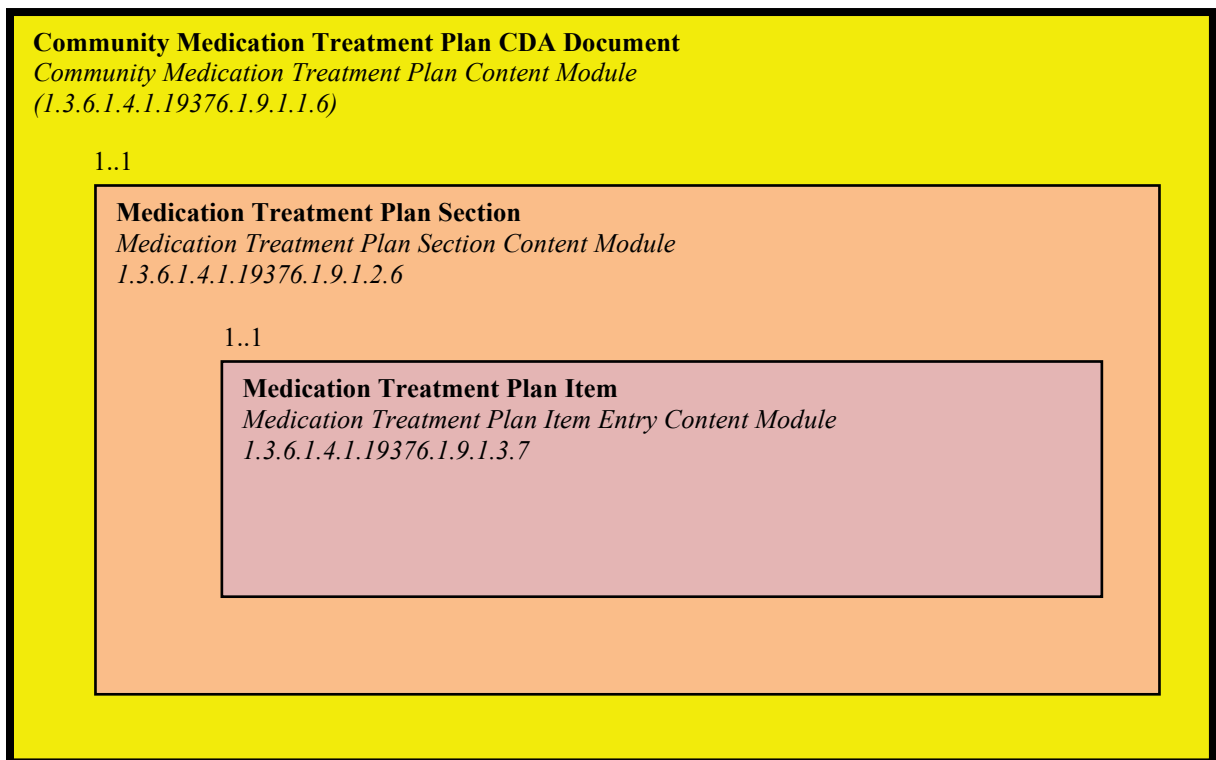 Community Medication Treatment Plan CDA Document
Community Medication Treatment Plan Content Module
(1.3.6.1.4.1.19376.1.9.1.1.6)
1..1
Medication Treatment Plan Section
Medication Treatment Plan Section Content Module
1.3.6.1.4.1.19376.1.9.1.2.6
1..1
Medication Treatment Plan Item
Medication Treatment Plan Item Entry Content Module
1.3.6.1.4.1.19376.1.9.1.3.7